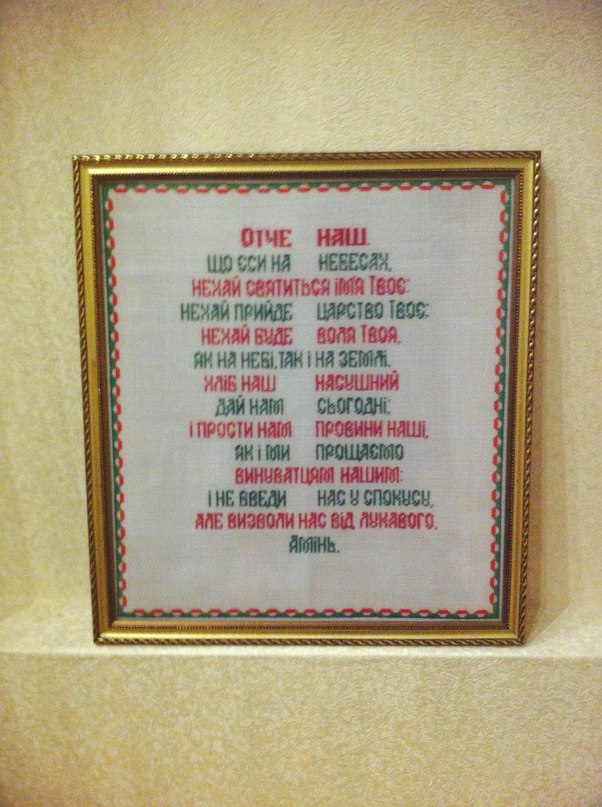 ОТЧЕ НАШ.
ЩО ЄСИ НА НЕБЕСАХ,
НЕХАЙ СВЯТИТЬСЯ ІМЯ ТВОЄ:
НЕХАЙ ПРИЙДЕ ЦАРСТВО ТВОЄ:
НЕХАЙ БУДЕ ВОЛЯ ТВОЯ,
ЯК НА НЕБІ, ТАК І НА ЗЕМЛІ.
ХЛІБ НАШ НАСУШНИЙ
ДАЙ НАМ СЬОГОДНІ;
І ПРОСТИ НАМ ПРОВИНИ НАШІ,
ЯК І МИ ПРОЩАЄМО
ВИНУВАТЦЯМ НАШИМ:
І НЕ ВВЕДИ НАС У СПОКУСУ,
АЛЕ ВИЗВОЛИ НАС ВІД ЛУКАВОГО.
АМІНЬ.